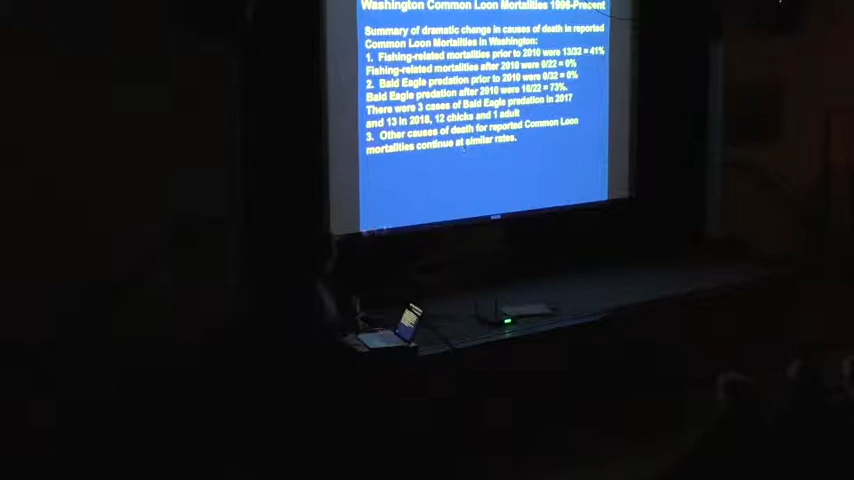 Washington Common Loon Mortalities 1996-Present
Summary of dramatic change in causes of death in reported
Common Loon Mortalities in Washington:
1. Fishing-related mortalities prior to 2010 were 13/32 = 41%
Fishing-related mortalities after 2010 were 0/22 = 0%
2. Bald Eagle predation prior to 2010 were 0/32 = 0%
Bald Eagle predation after 2010 were 16/22 = 73%.
There were 3 cases of Bald Eagle predation in 2017
and 13 in 2018, 12 chicks and 1 adult
3. Other causes of death for reported Common Loon
mortalities continue at similar rates.